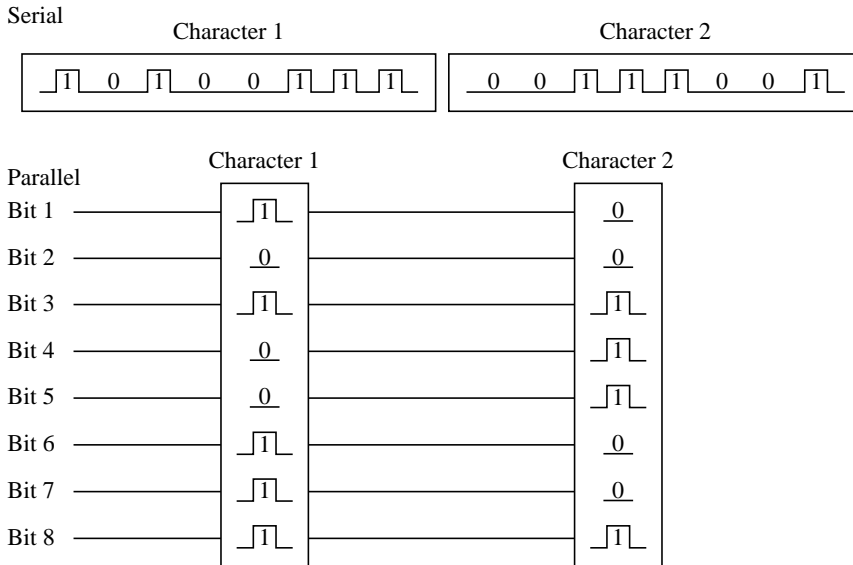 Serial
Character 1 Character 2
1 0 1 0 0 1 1 1 0 0 1 1 1 0 0 1
Character 1 Character 2
Parallel
Bit 1 1 0
Bit 2 0 0
Bit 3 1 1
Bit 4 0 1
Bit 5 0 1
Bit 6 1 0
Bit 7 1 0
Bit 8 1 1